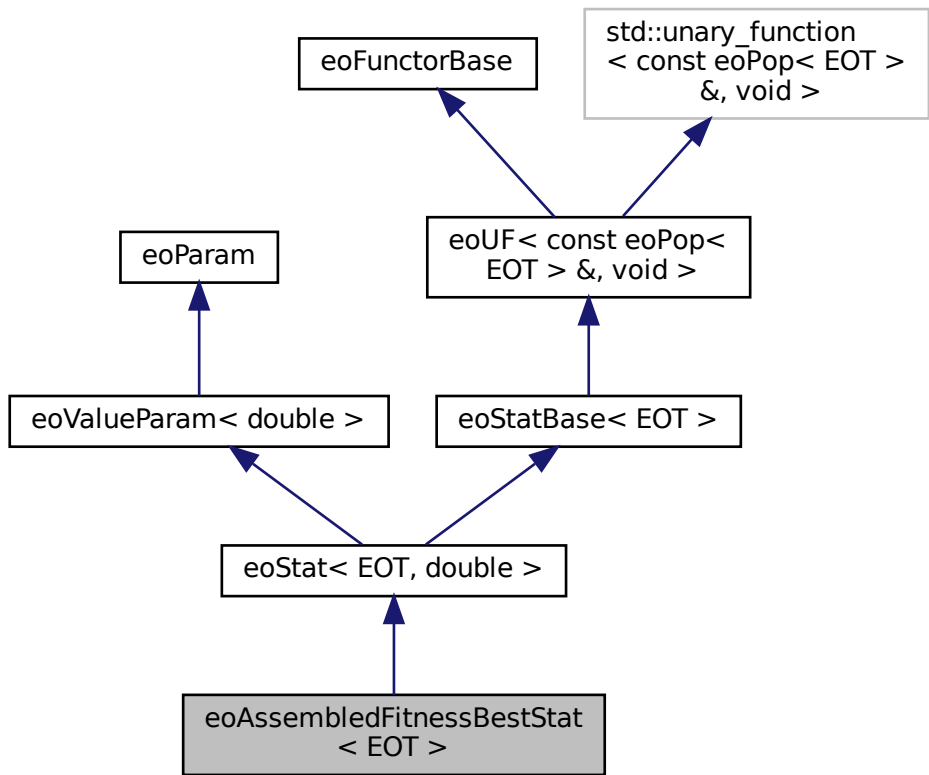 std::unary_function
< const eoPop< EOT >
&, void >
eoFunctorBase
eoUF< const eoPop<
EOT > &, void >
eoParam
eoValueParam< double >
eoStatBase< EOT >
eoStat< EOT, double >
eoAssembledFitnessBestStat
< EOT >